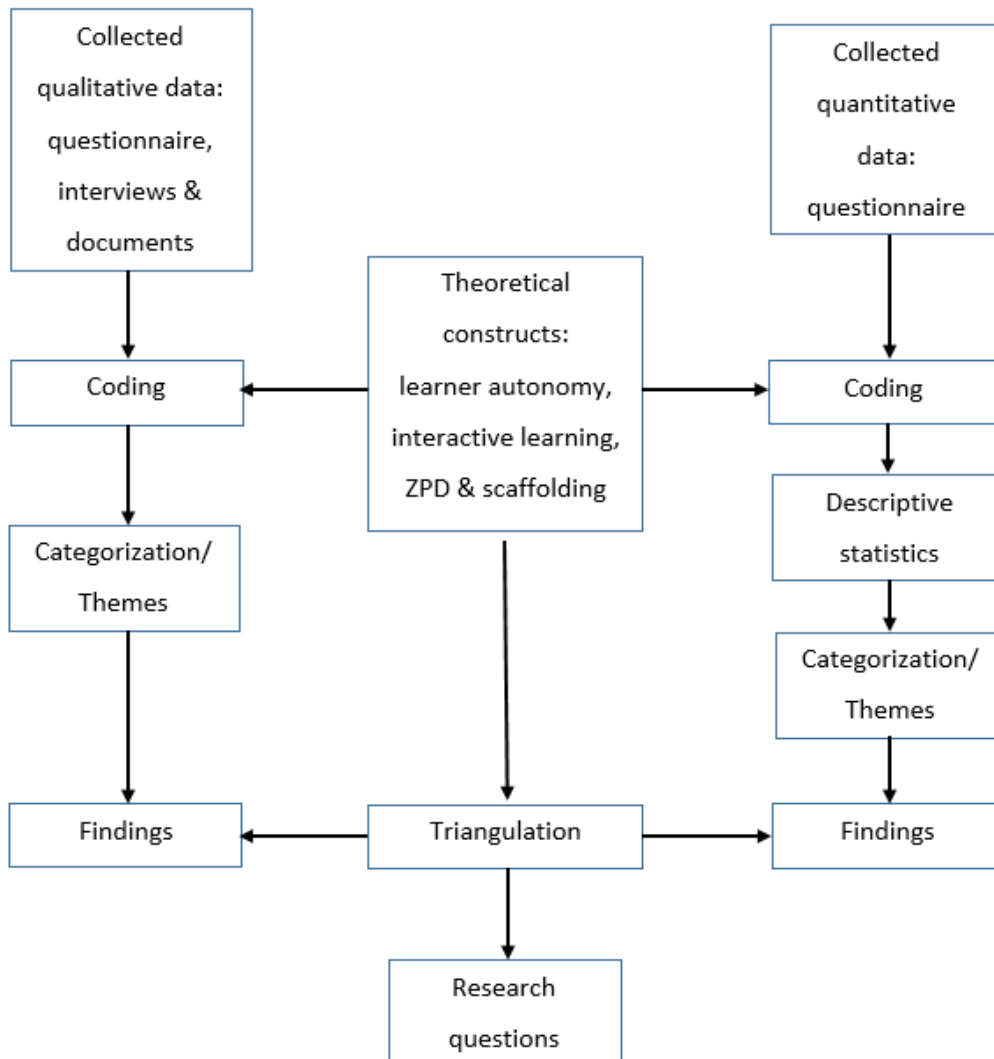 Collected
qualitative data:
questionnaire,
interviews &
documents
Collected
quantitative
data:
questionnaire
Theoretical
constructs:
learner autonomy,
interactive learning,
ZPD & scaffolding
Coding
Coding
Categorization/
Themes
Descriptive
statistics
Categorization/
Themes
Findings
Triangulation
Findings
Research
questions